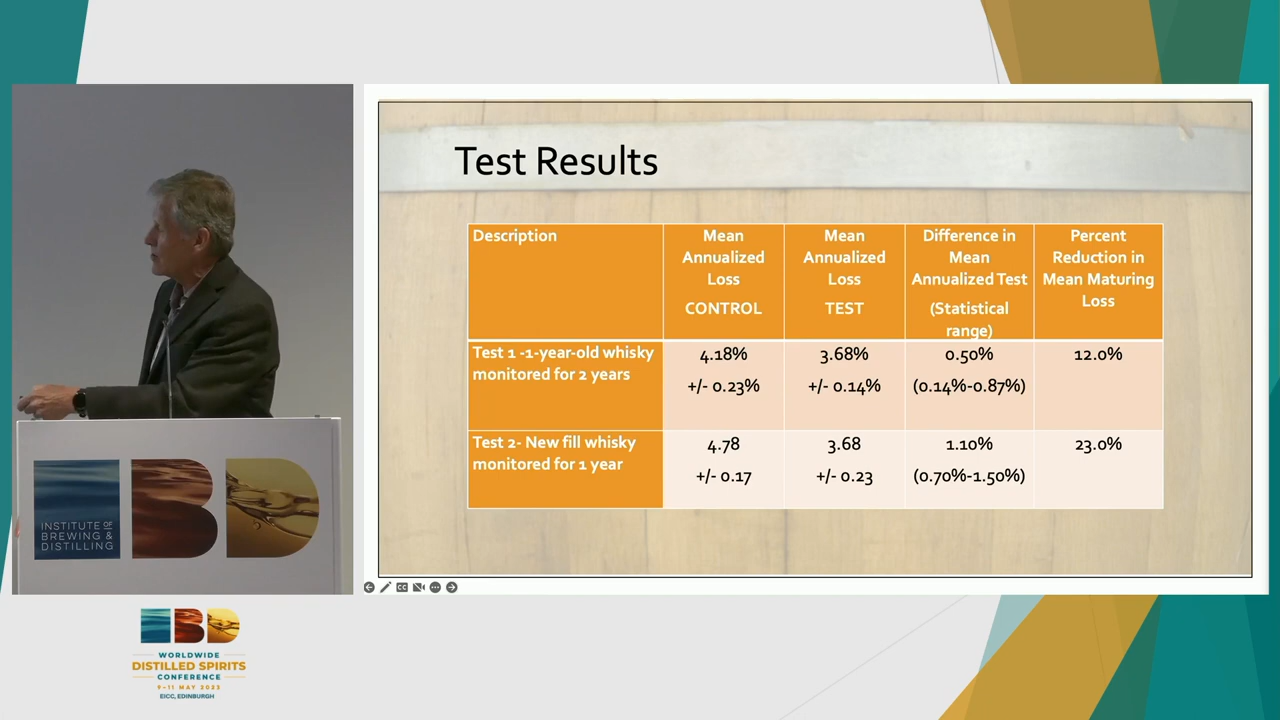 Test Results
Description
Mean
Annualized
Loss
CONTROL
Mean
Annualized
Loss
TEST
Difference in
Mean
Annualized Test
(Statistical
range)
Percent
Reduction in
Mean Maturing
Loss
Test 1 -1-year-old whisky
monitored for 2 years
4.18%
+/- 0.23%
3.68%
+/- 0.14%
0.50%
(0.14%-0.87%)
12.0%
Test 2- New fill whisky
monitored for 1 year
4.78
+/- 0.17
3.68
+/- 0.23
1.10%
(0.70%-1.50%)
23.0%
INSTITUTE OF
BREWING &
DISTILLING
IBD
CC
IBD
WORLDWIDE
DISTILLED SPIRITS
CONFERENCE
9-11 MAY 2023
EICC, EDINBURGH